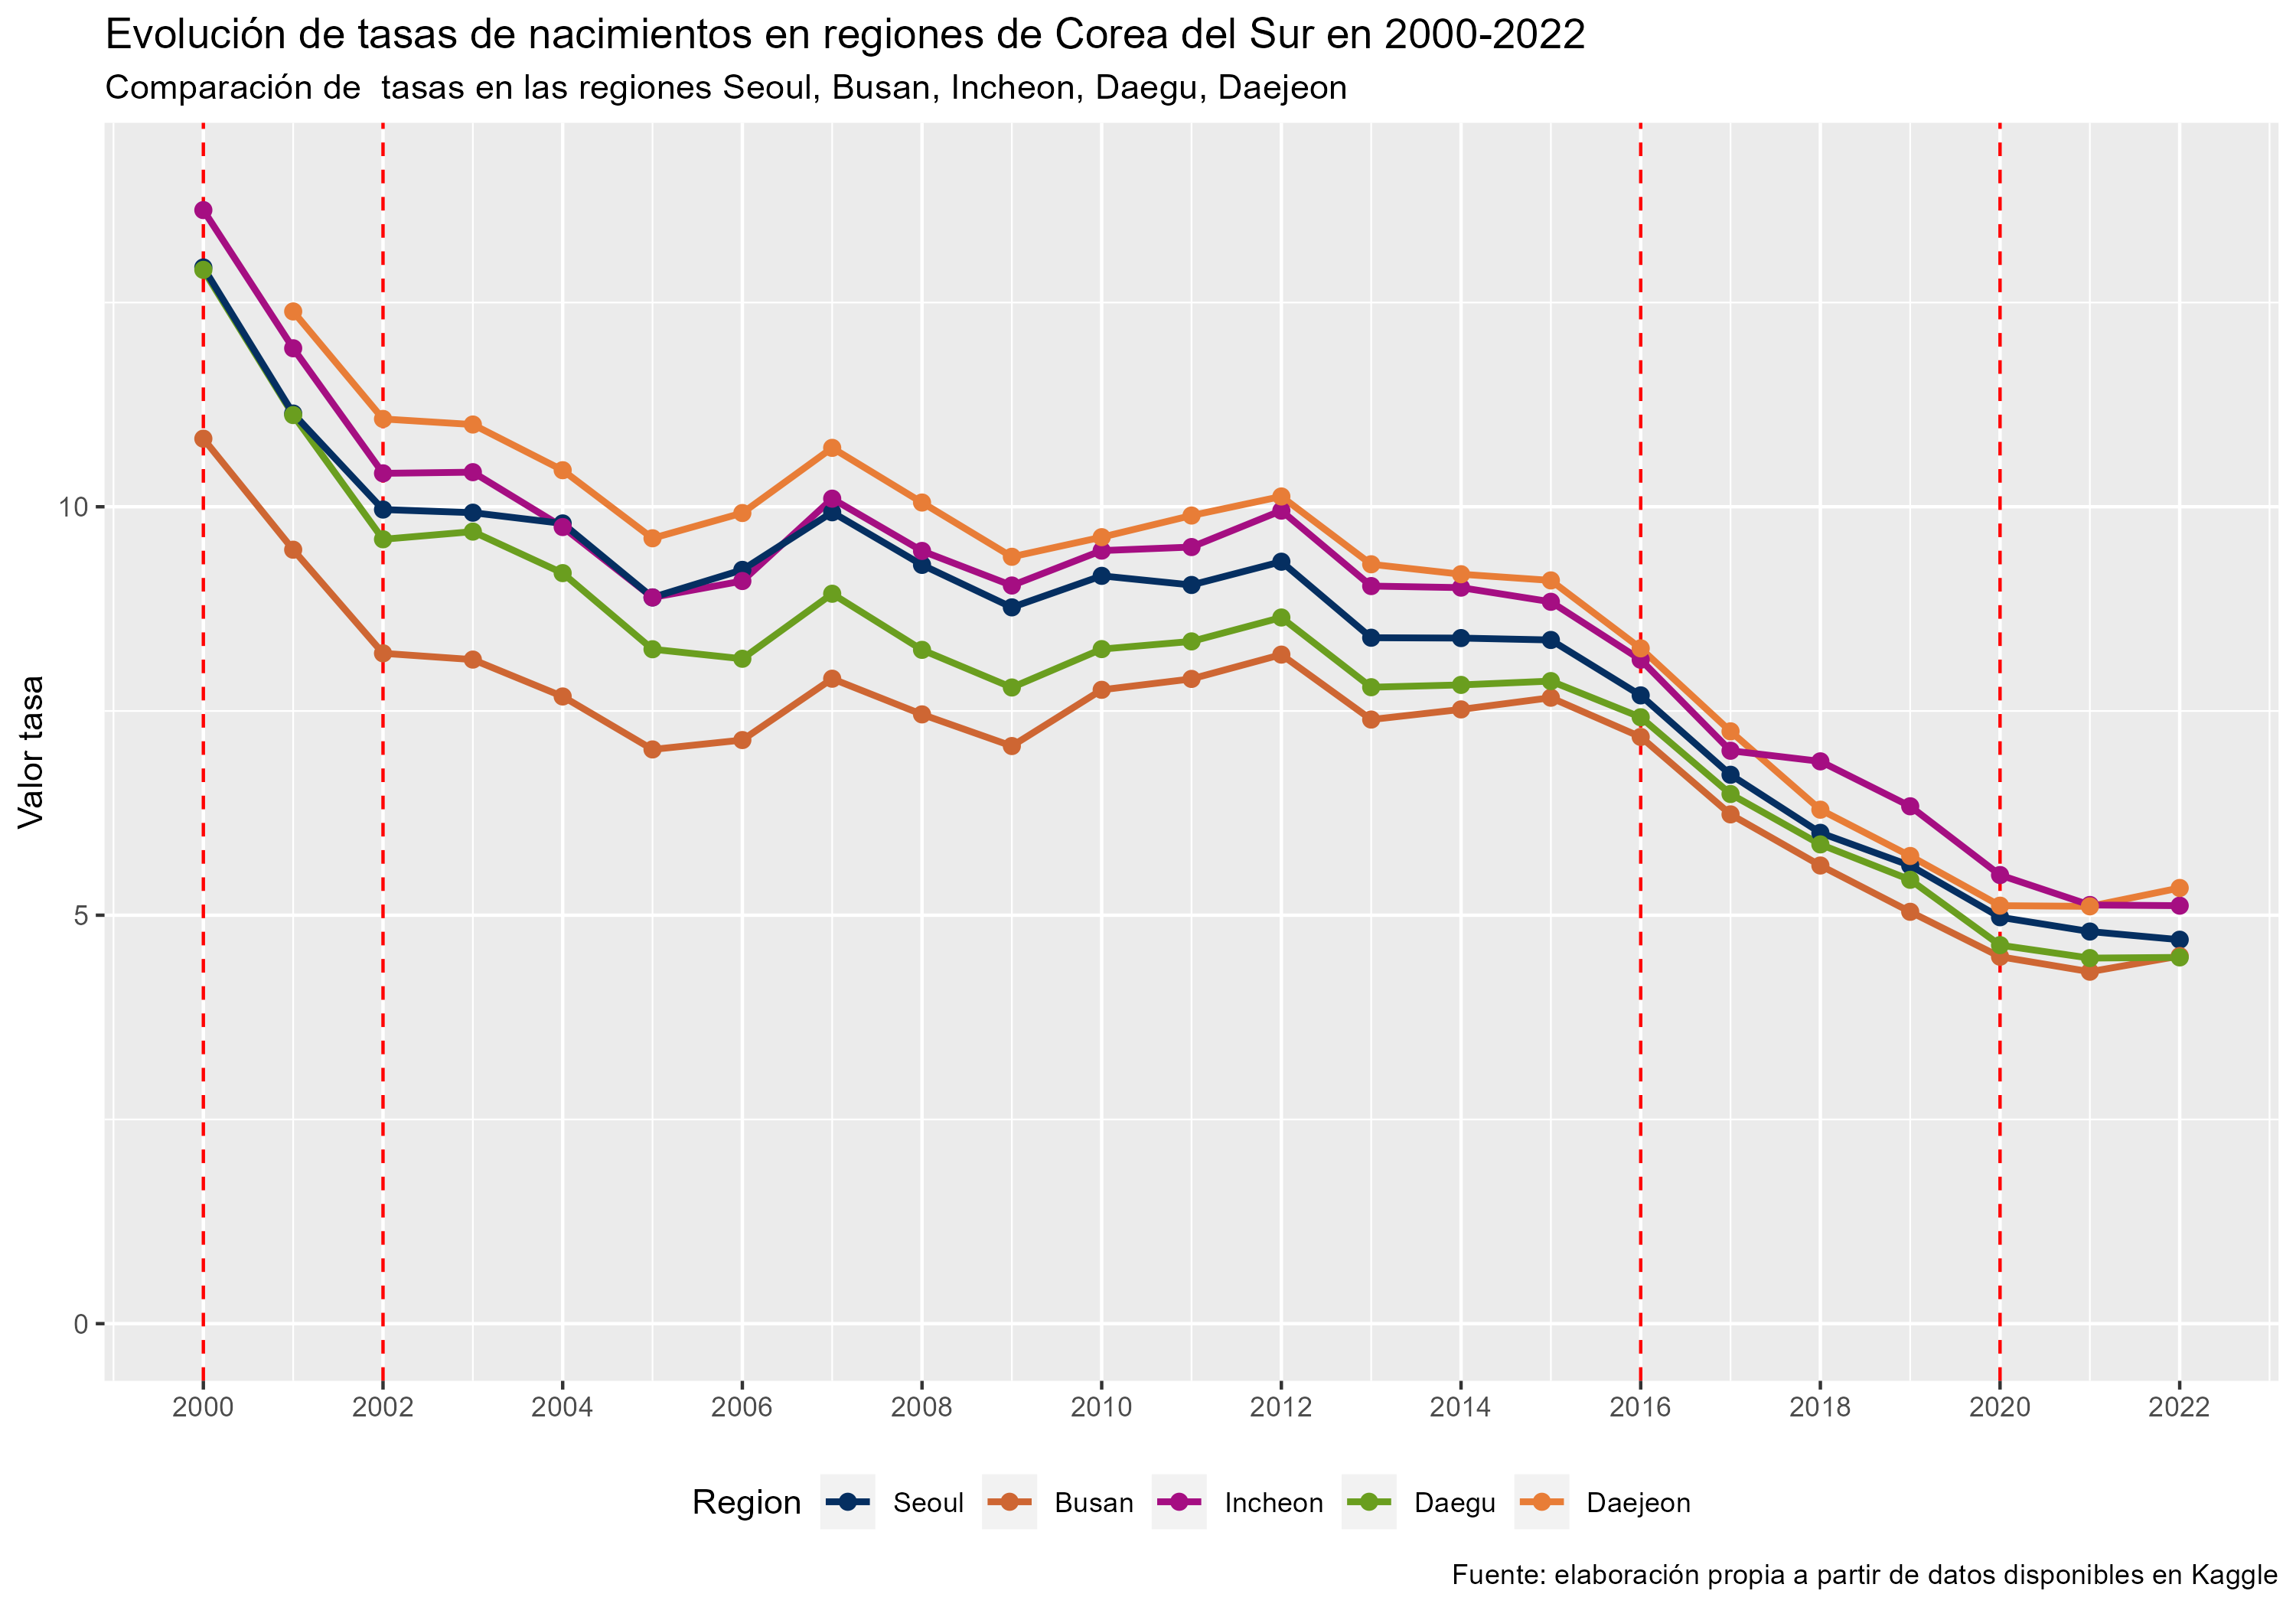 Evolución de tasas de nacimientos en regiones de Corea del Sur en 2000-2022
Comparación de  tasas en las regiones Seoul, Busan, Incheon, Daegu, Daejeon
Valor tasa
10
5
0
2000 2002 2004 2006 2008 2010 2012 2014 2016 2018 2020 2022
Region Seoul Busan Incheon Daegu Daejeon
Fuente: elaboración propia a partir de datos disponibles en Kaggle